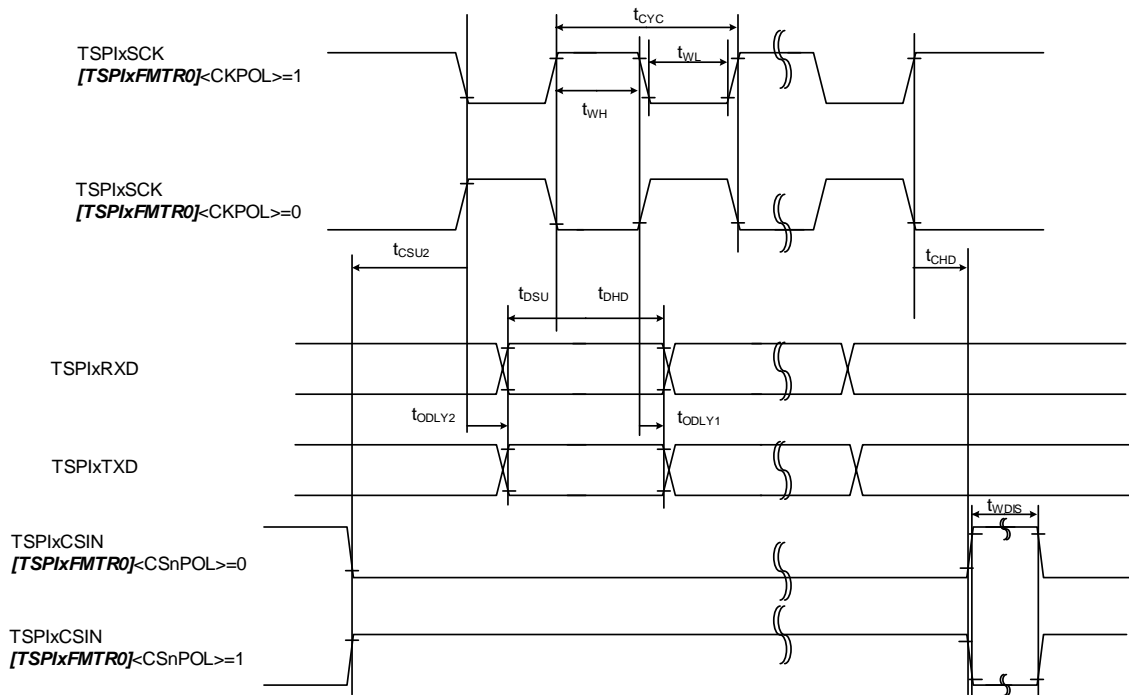 tCYC
TSPIxSCK
[TSPIxFMTR0]<CKPOL>=1
tWL
tWH
TSPIxSCK
[TSPIxFMTR0]<CKPOL>=0
tCSU2
tCHD
tDSU
tDHD
TSPIxRXD
tODLY2
tODLY1
TSPIxTXD
tWDIS
TSPIxCSIN
[TSPIxFMTR0]<CSnPOL>=0
TSPIxCSIN
[TSPIxFMTR0]<CSnPOL>=1